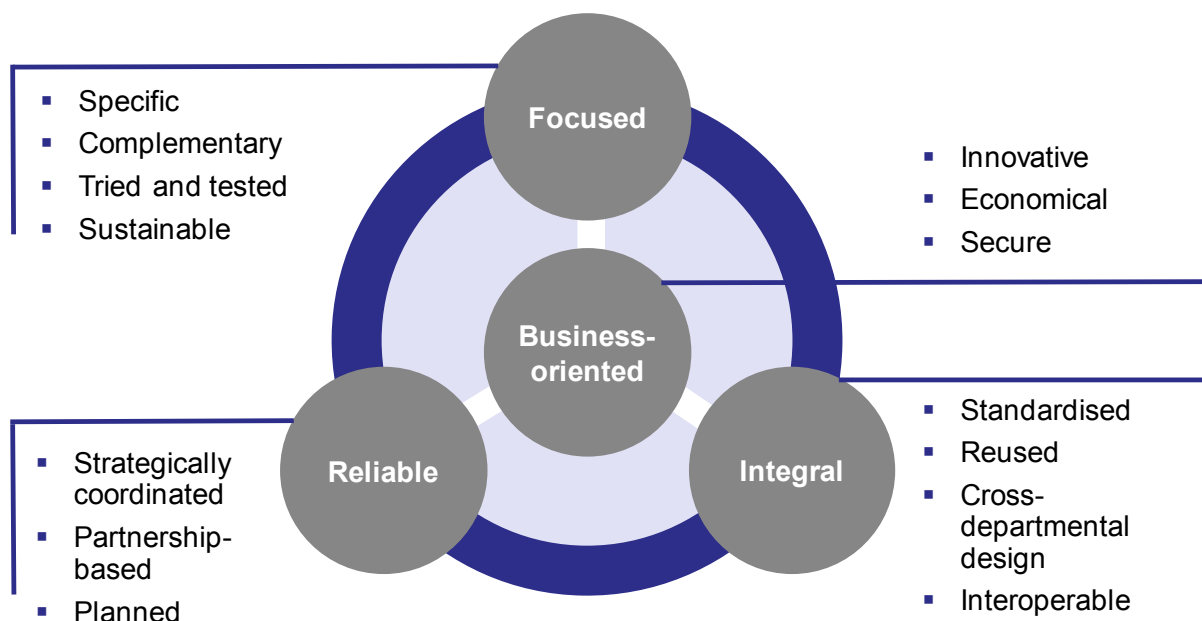 Focused
Specific
Complementary
Tried and tested
Sustainable
Innovative
Economical
Secure
Business-
oriented
Reliable
Strategically
coordinated
Partnership-
based
Planned
Integral
Standardised
Reused
Cross-
departmental
design
Interoperable